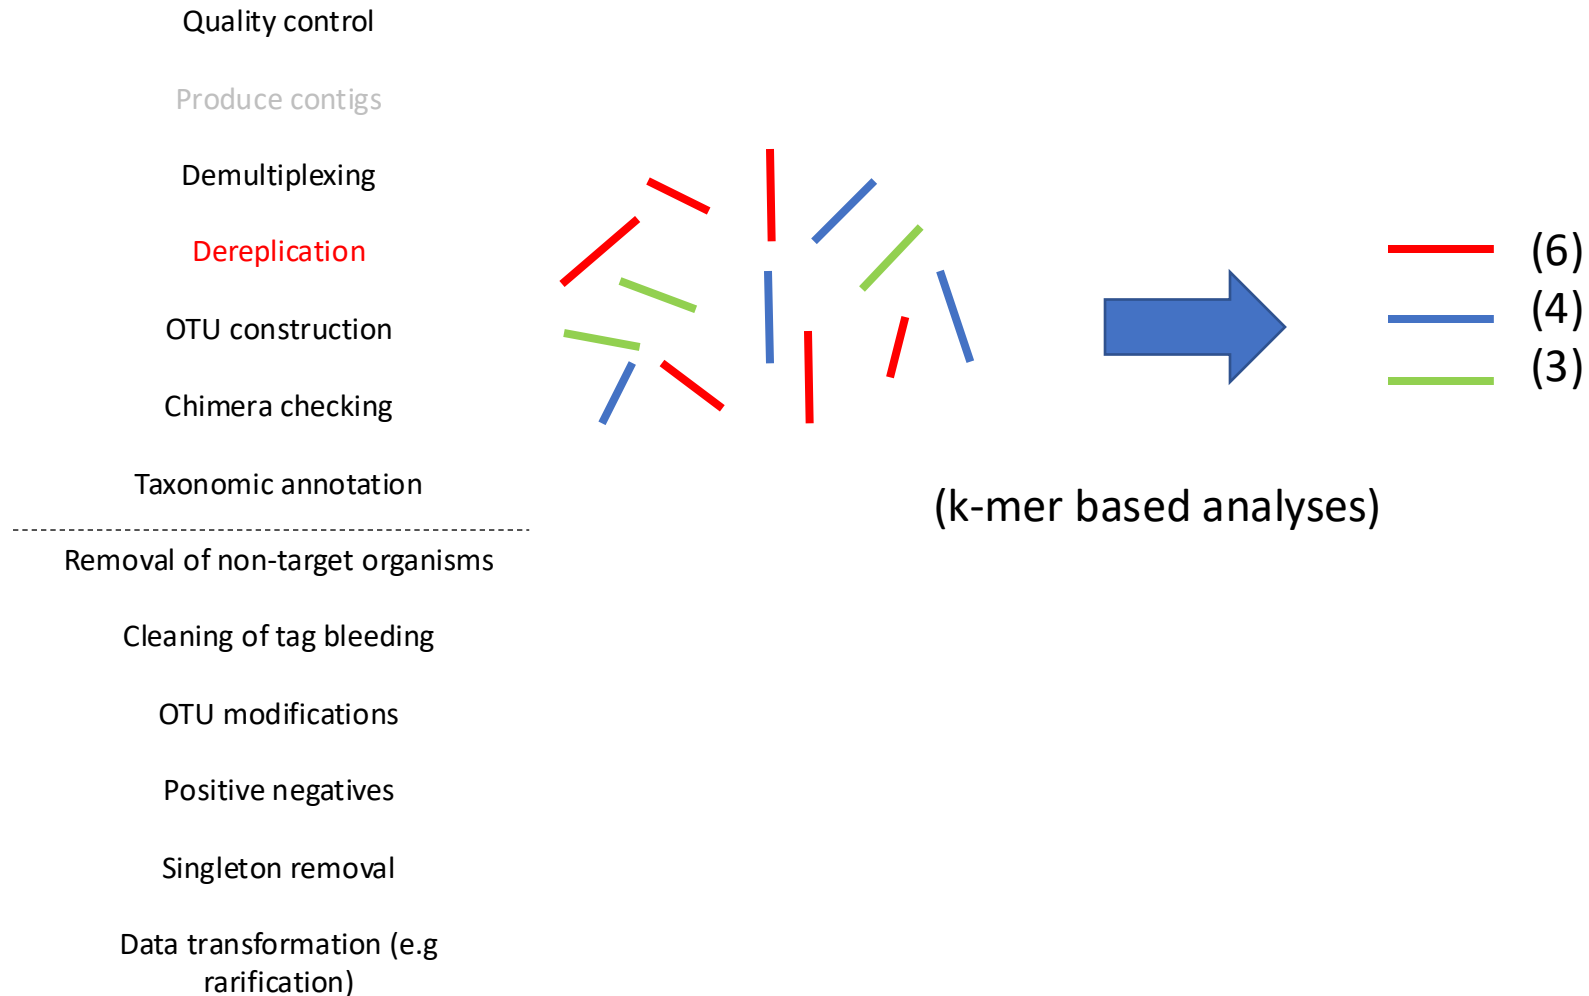 Quality control
Produce contigs
Demultiplexing
Dereplication
OTU construction
Chimera checking
Taxonomic annotation
Removal of non-target organisms
Cleaning of tag bleeding
OTU modifications
Positive negatives
Singleton removal
Data transformation (e.g
rarification)
(6)
(4)
(3)
(k-mer based analyses)